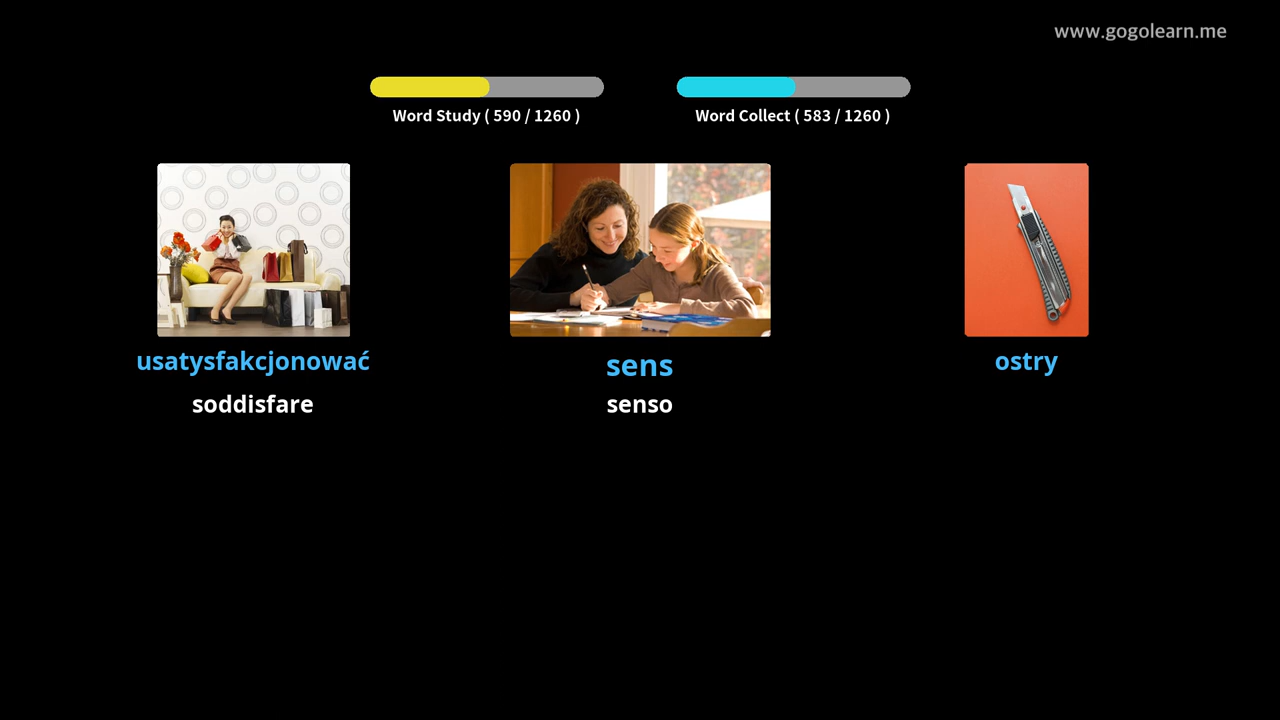 www.gogolearn.me
Word Study ( 590 / 1260 )
Word Collect ( 583 / 1260 )
usatysfakcjonować
soddisfare
sens
senso
ostry